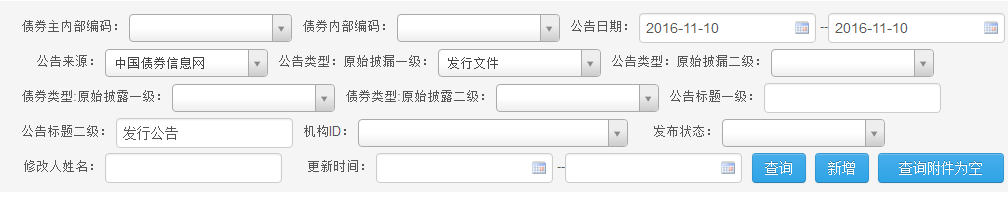 债券主内部编码： 债券内部编码： 公告日期： 2016-11-10 -- 2016-11-10
公告来源： 中国债券信息网 公告类型：原始披漏一级： 发行文件 公告类型：原始披漏二级：
债券类型:原始披露一级： 债券类型:原始披露二级： 公告标题一级：
公告标题二级： 发行公告 机构ID： 发布状态：
修改人姓名： 更新时间： -- 查询 新增 查询附件为空